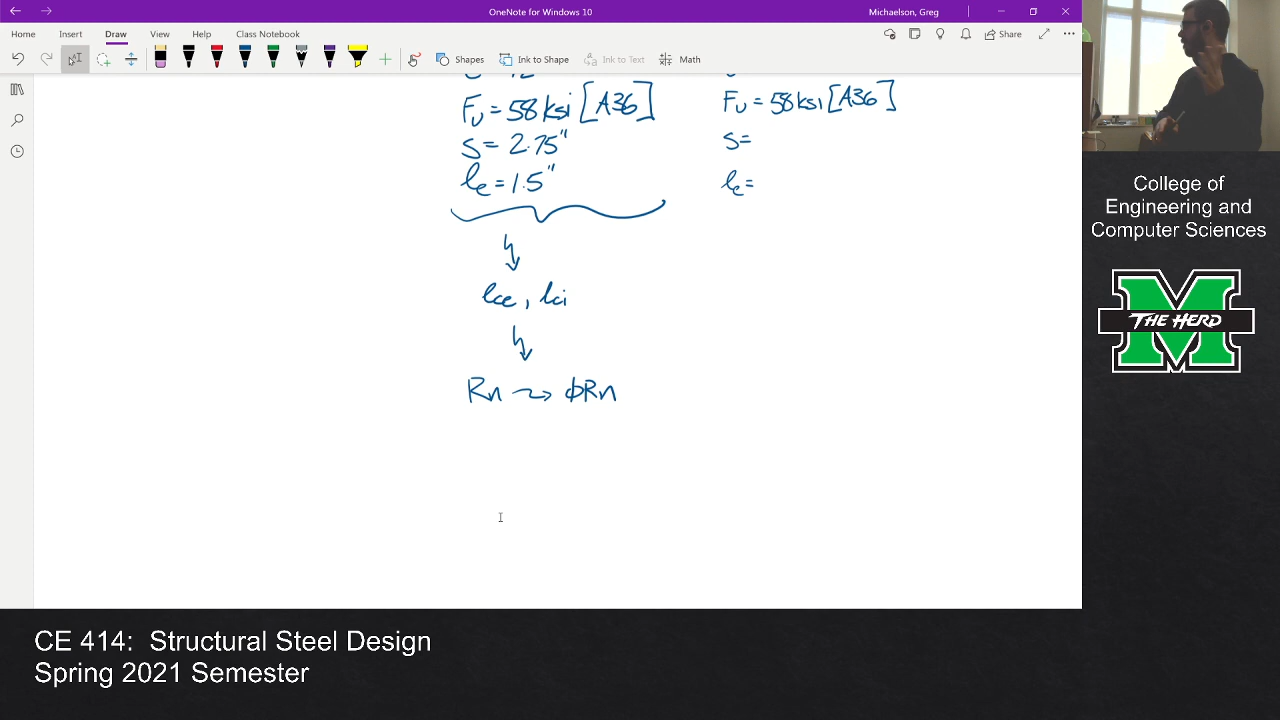 OneNote for Windows 10
Michaelson, Greg
Home Insert Draw View Help Class Notebook
Share
Shapes Ink to Shape Ink to Text Math
Fu = 58 ksi [A36]
Fu = 58 ksi [A36]
s = 2.75"
s =
le = 1.5"
le =
lce, lci
Rn → ϕRn
College of
Engineering and
Computer Sciences
THE HERD
CE 414: Structural Steel Design
Spring 2021 Semester